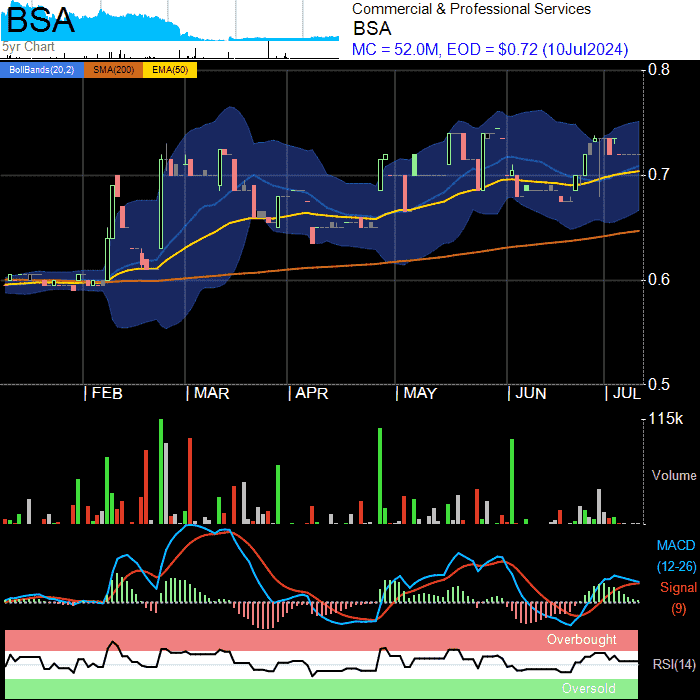 BSA
5yr Chart
Commercial & Professional Services
BSA
MC = 52.0M, EOD = $0.72 (10Jul2024)
BollBands(20,2) SMA(200) EMA(50)
0.8
0.7
0.6
0.5
FEB MAR APR MAY JUN JUL
115k
Volume
MACD
(12-26)
Signal
(9)
Overbought
RSI(14)
Oversold